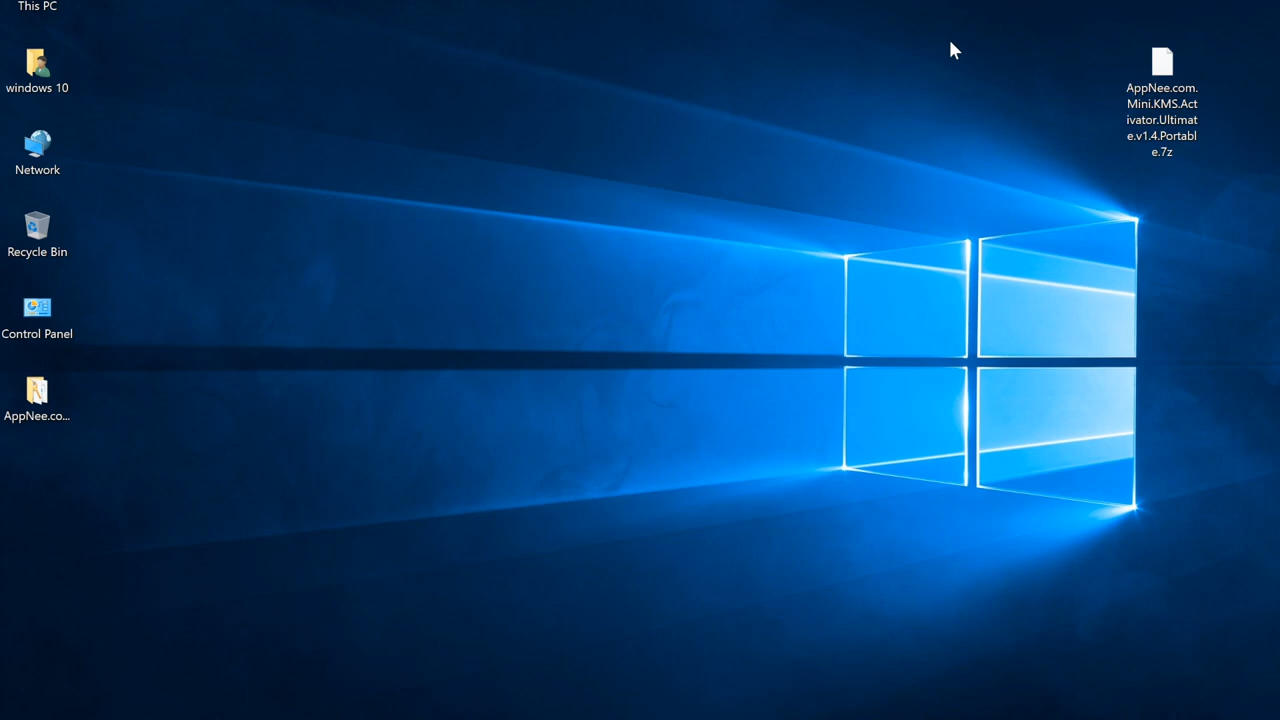 This PC
windows 10
Network
Recycle Bin
Control Panel
AppNee.co...
AppNee.com.
Mini.KMS.Act
ivator.Ultimat
e.v1.4.Portabl
e.7z